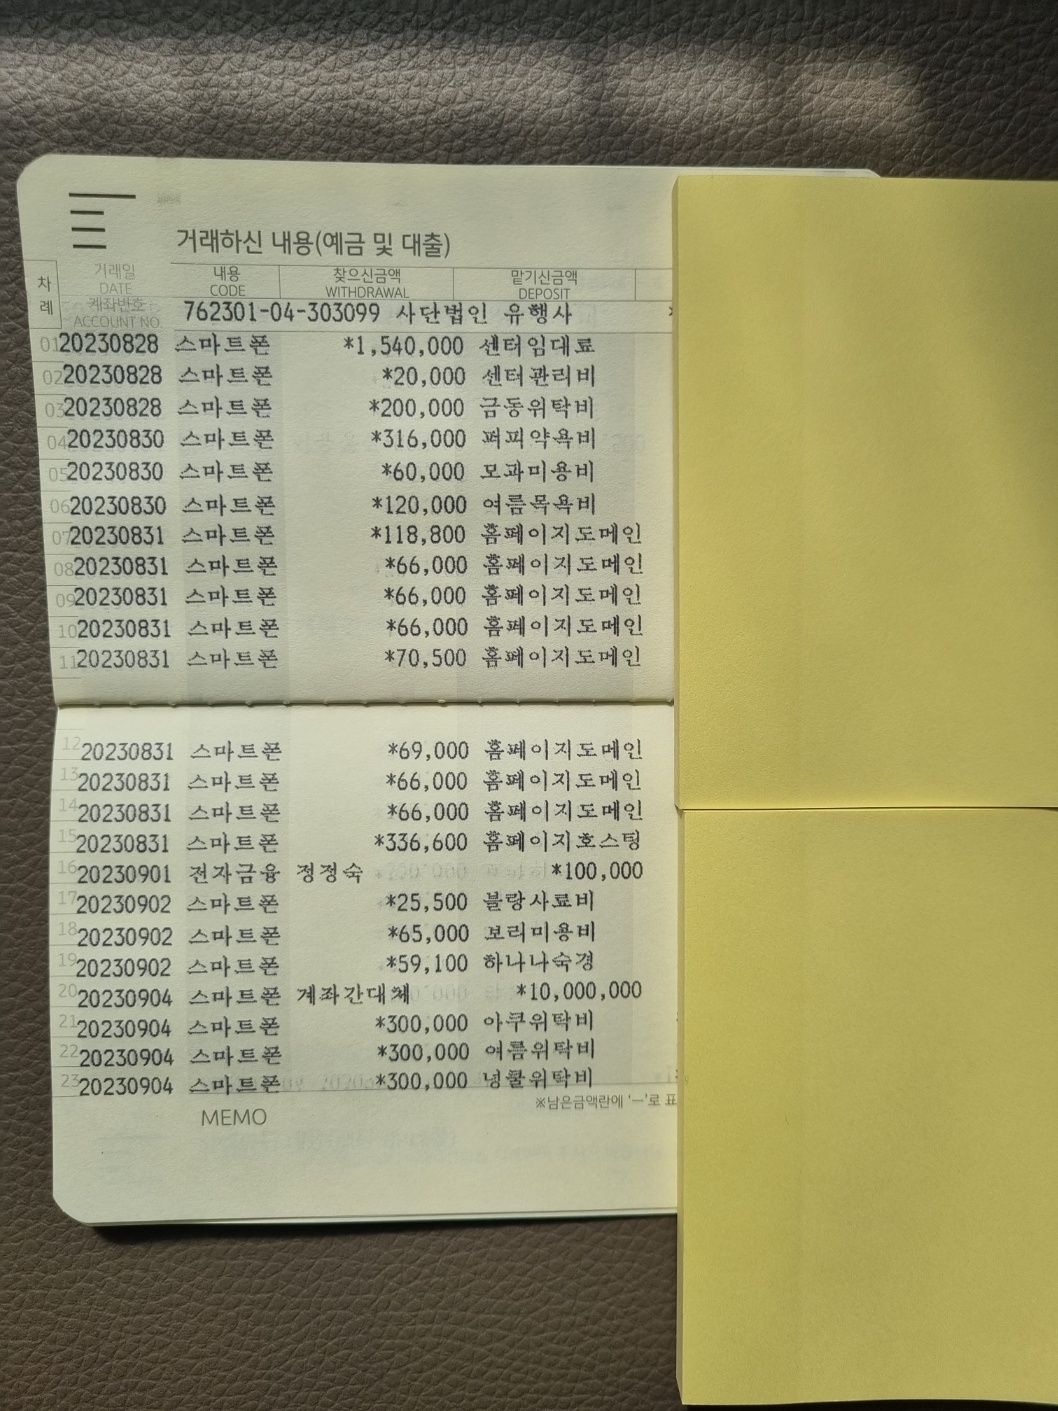 거래하신 내용(예금 및 대출)
차례 거래일 내용 찾으신금액 맡기신금액
DATE CODE WITHDRAWAL DEPOSIT
계좌번호
ACCOUNT NO
762301-04-303099 사단법인 유행사 *
01 20230828 스마트폰 *1,540,000 센터임대료
02 20230828 스마트폰 *20,000 센터관리비
03 20230828 스마트폰 *200,000 금동위탁비
04 20230830 스마트폰 *316,000 퍼피약욕비
05 20230830 스마트폰 *60,000 모과미용비
06 20230830 스마트폰 *120,000 여름목욕비
07 20230831 스마트폰 *118,800 홈페이지도메인
08 20230831 스마트폰 *66,000 홈페이지도메인
09 20230831 스마트폰 *66,000 홈페이지도메인
10 20230831 스마트폰 *66,000 홈페이지도메인
11 20230831 스마트폰 *70,500 홈페이지도메인
12 20230831 스마트폰 *69,000 홈페이지도메인
13 20230831 스마트폰 *66,000 홈페이지도메인
14 20230831 스마트폰 *66,000 홈페이지도메인
15 20230831 스마트폰 *336,600 홈페이지호스팅
16 20230901 전자금융 정정숙 *100,000
17 20230902 스마트폰 *25,500 블랑사료비
18 20230902 스마트폰 *65,000 보리미용비
19 20230902 스마트폰 *59,100 하나나숙경
20 20230904 스마트폰 계좌간대체 *10,000,000
21 20230904 스마트폰 *300,000 아쿠위탁비
22 20230904 스마트폰 *300,000 여름위탁비
23 20230904 스마트폰 *300,000 넝쿨위탁비
※남은금액란에 '—'로 표
MEMO